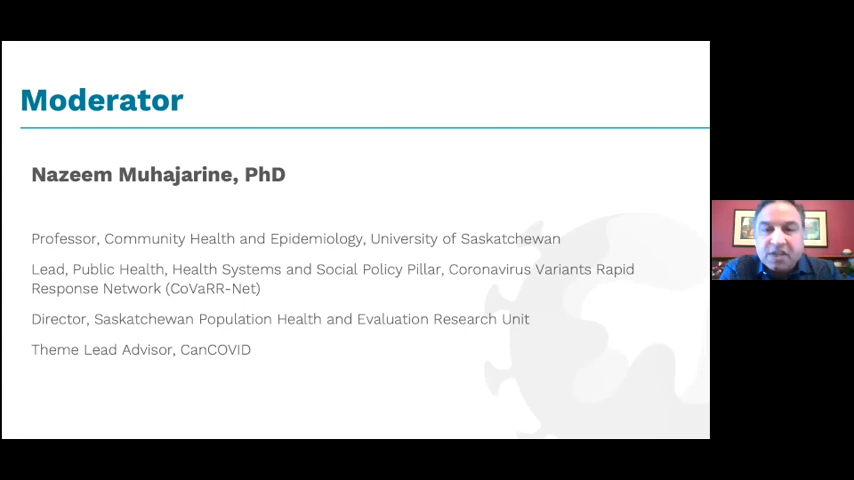 Moderator
Nazeem Muhajarine, PhD
Professor, Community Health and Epidemiology, University of Saskatchewan
Lead, Public Health, Health Systems and Social Policy Pillar, Coronavirus Variants Rapid
Response Network (CoVaRR-Net)
Director, Saskatchewan Population Health and Evaluation Research Unit
Theme Lead Advisor, CanCOVID